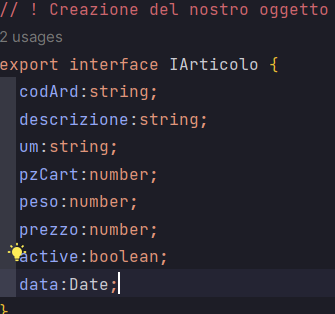 // ! Creazione del nostro oggetto
2 usages
export interface IArticolo {
codArd:string;
descrizione:string;
um:string;
pzCart:number;
peso:number;
prezzo:number;
active:boolean;
data:Date;
}